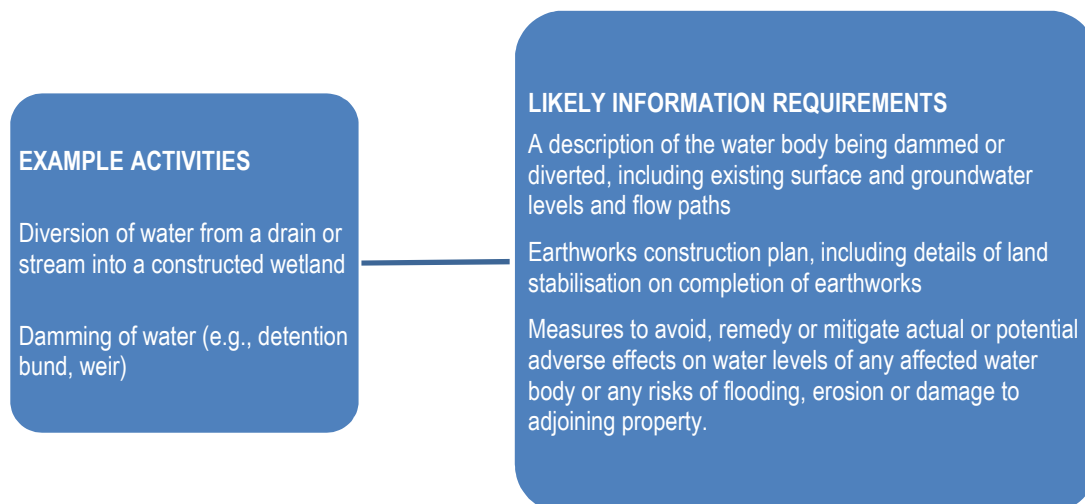 EXAMPLE ACTIVITIES
Diversion of water from a drain or
stream into a constructed wetland
Damming of water (e.g., detention
bund, weir)
LIKELY INFORMATION REQUIREMENTS
A description of the water body being dammed or
diverted, including existing surface and groundwater
levels and flow paths
Earthworks construction plan, including details of land
stabilisation on completion of earthworks
Measures to avoid, remedy or mitigate actual or potential
adverse effects on water levels of any affected water
body or any risks of flooding, erosion or damage to
adjoining property.